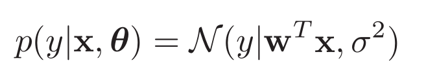 p(y|𝐱, 𝜽) = 𝒩(y|𝐰ᵀ𝐱, σ²)